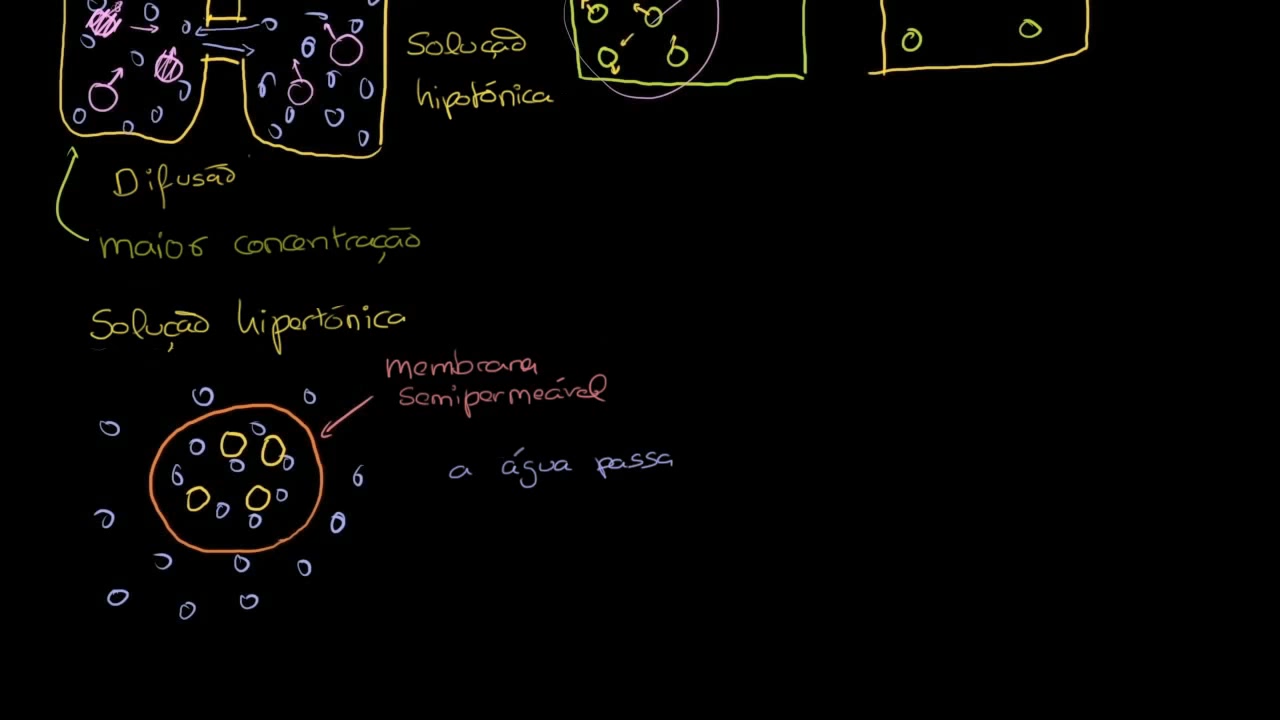 Solução
hipotónica
Difusão
maior concentração
Solução hipertónica
membrana
semipermeável
a água passa